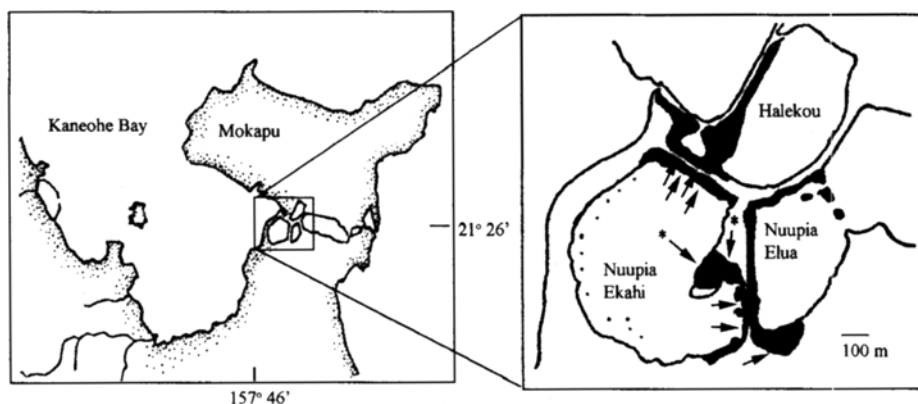 Kaneohe Bay
Mokapu
21° 26'
157° 46'
Halekou
*
*
Nuupia
Elua
Nuupia
Ekahi
100 m